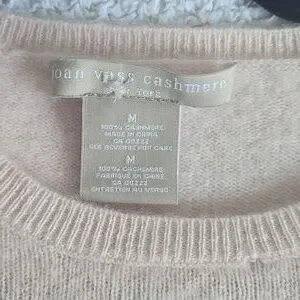 joan vass cashmere
M
100% CASHMERE
MADE IN CHINA
CA 00222
SEE REVERSE FOR CARE
M
100% CACHEMIRE
FABRIQUE EN CHINE
CA 00222
ENTRETIEN AU VERSO